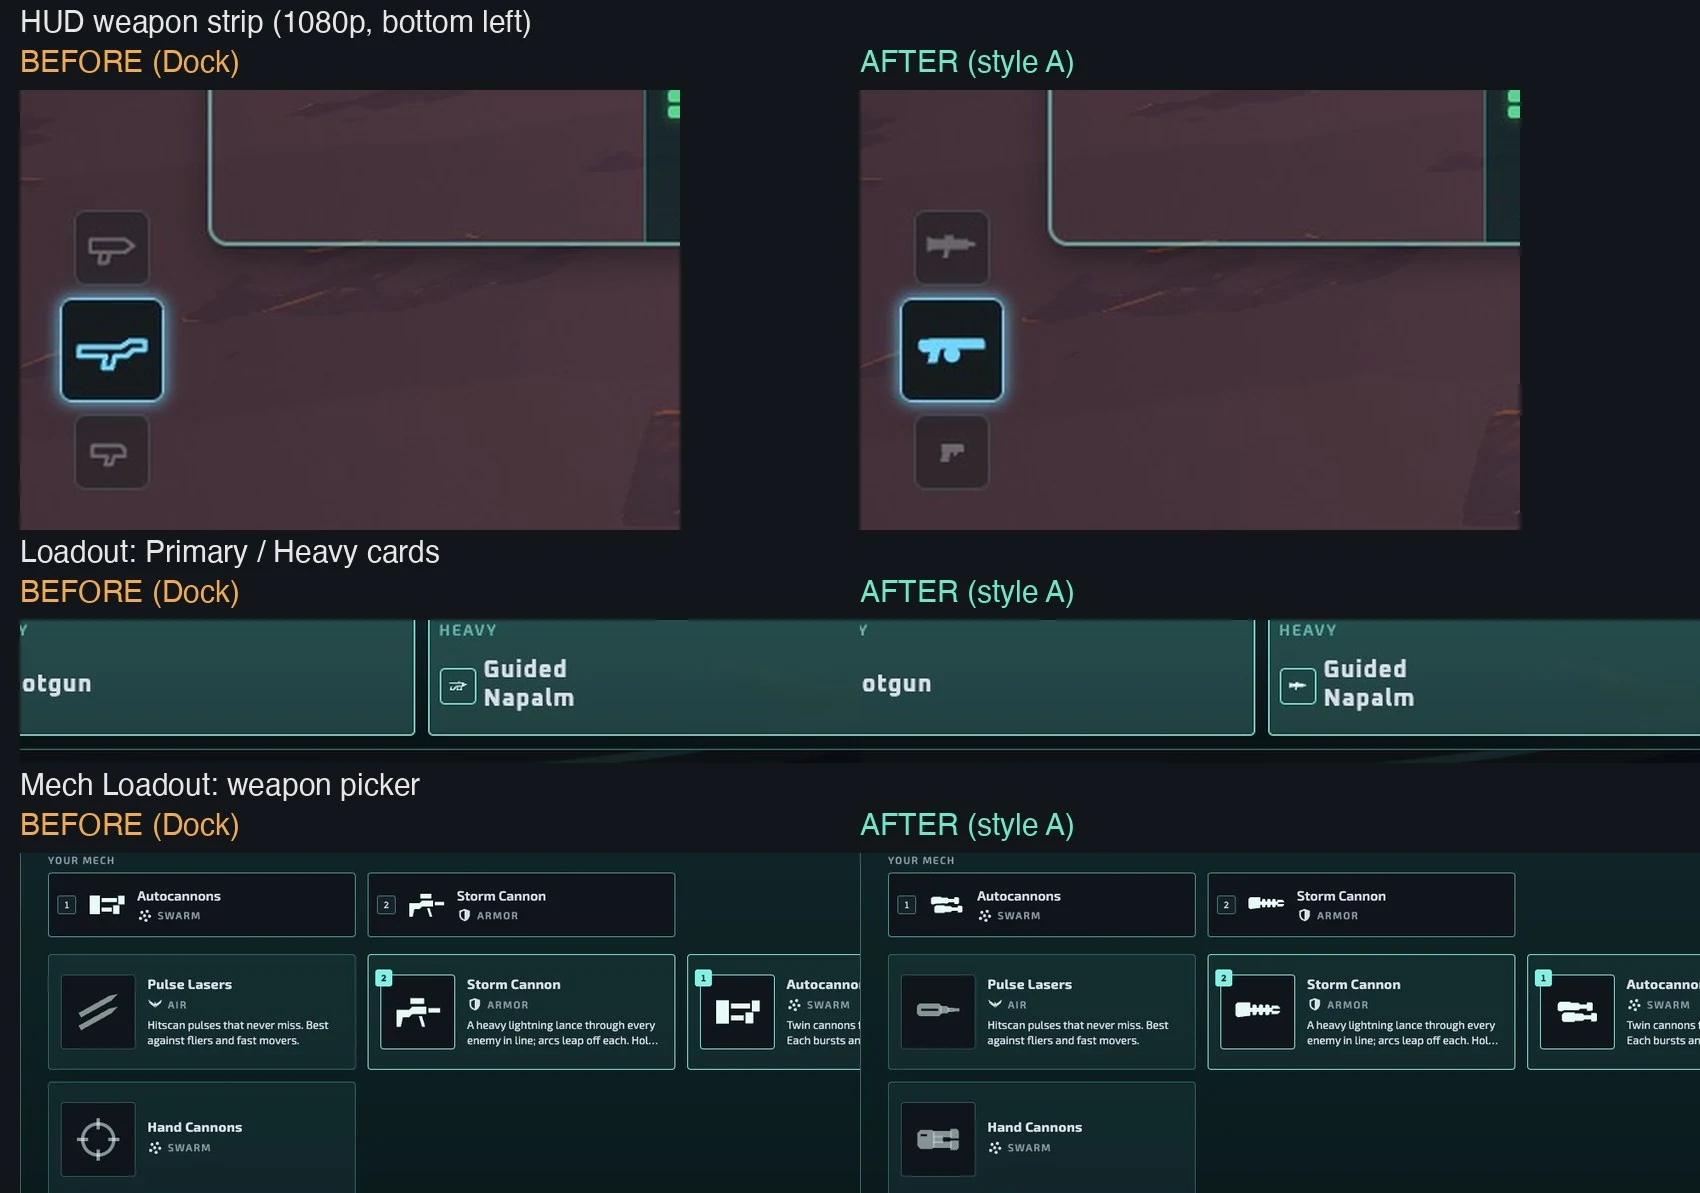 HUD weapon strip (1080p, bottom left)
BEFORE (Dock)
AFTER (style A)
Loadout: Primary / Heavy cards
BEFORE (Dock)
AFTER (style A)
Y
otgun
HEAVY
Guided
Napalm
Y
otgun
HEAVY
Guided
Napalm
Mech Loadout: weapon picker
BEFORE (Dock)
AFTER (style A)
YOUR MECH
1
Autocannons
SWARM
2
Storm Cannon
ARMOR
Pulse Lasers
AIR
Hitscan pulses that never miss. Best
against fliers and fast movers.
2
Storm Cannon
ARMOR
A heavy lightning lance through every
enemy in line; arcs leap off each. Hol...
1
Autocanno
SWARM
Twin cannons f
Each bursts an
Hand Cannons
SWARM
YOUR MECH
1
Autocannons
SWARM
2
Storm Cannon
ARMOR
Pulse Lasers
AIR
Hitscan pulses that never miss. Best
against fliers and fast movers.
2
Storm Cannon
ARMOR
A heavy lightning lance through every
enemy in line; arcs leap off each. Hol...
1
Autocanno
SWARM
Twin cannons
Each bursts an
Hand Cannons
SWARM